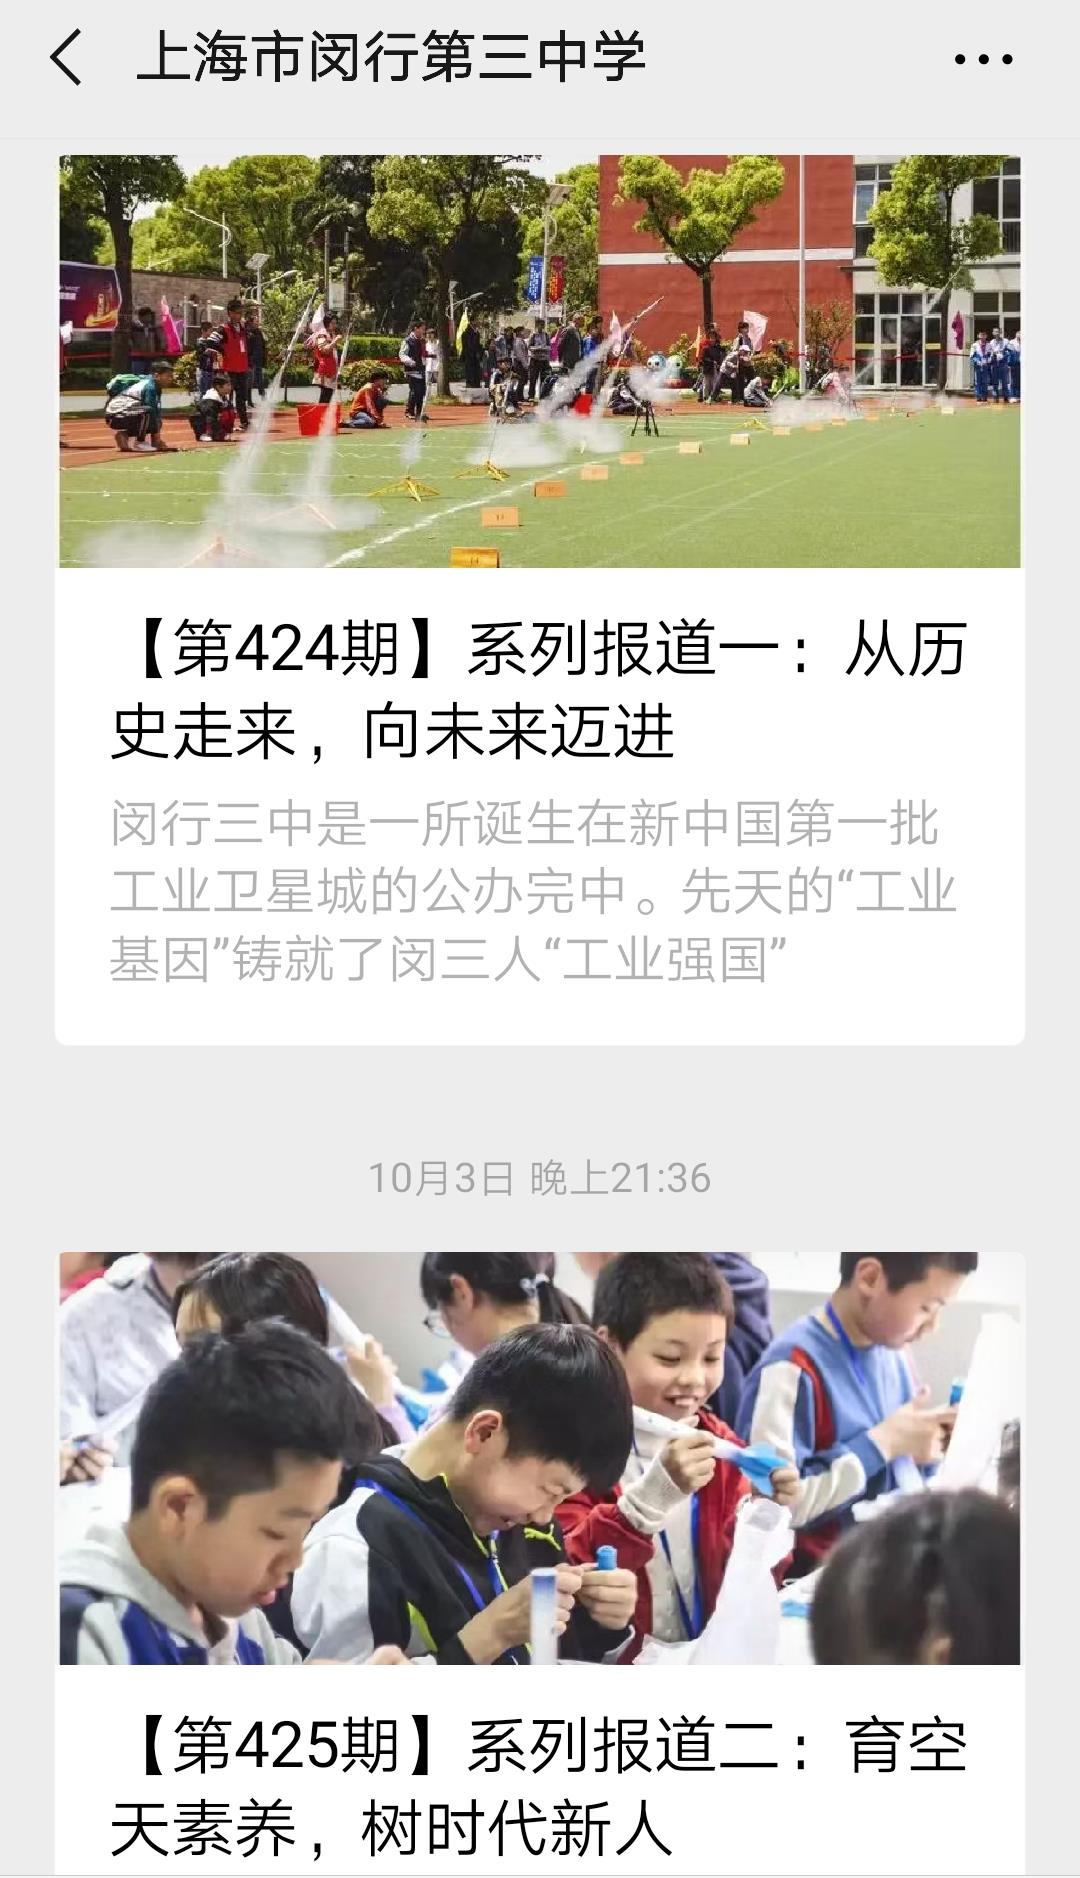 上海市闵行第三中学
【第424期】系列报道一：从历
史走来，向未来迈进
闵行三中是一所诞生在新中国第一批
工业卫星城的公办完中。先天的“工业
基因”铸就了闵三人“工业强国”
10月3日 晚上21:36
【第425期】系列报道二：育空
天素养，树时代新人